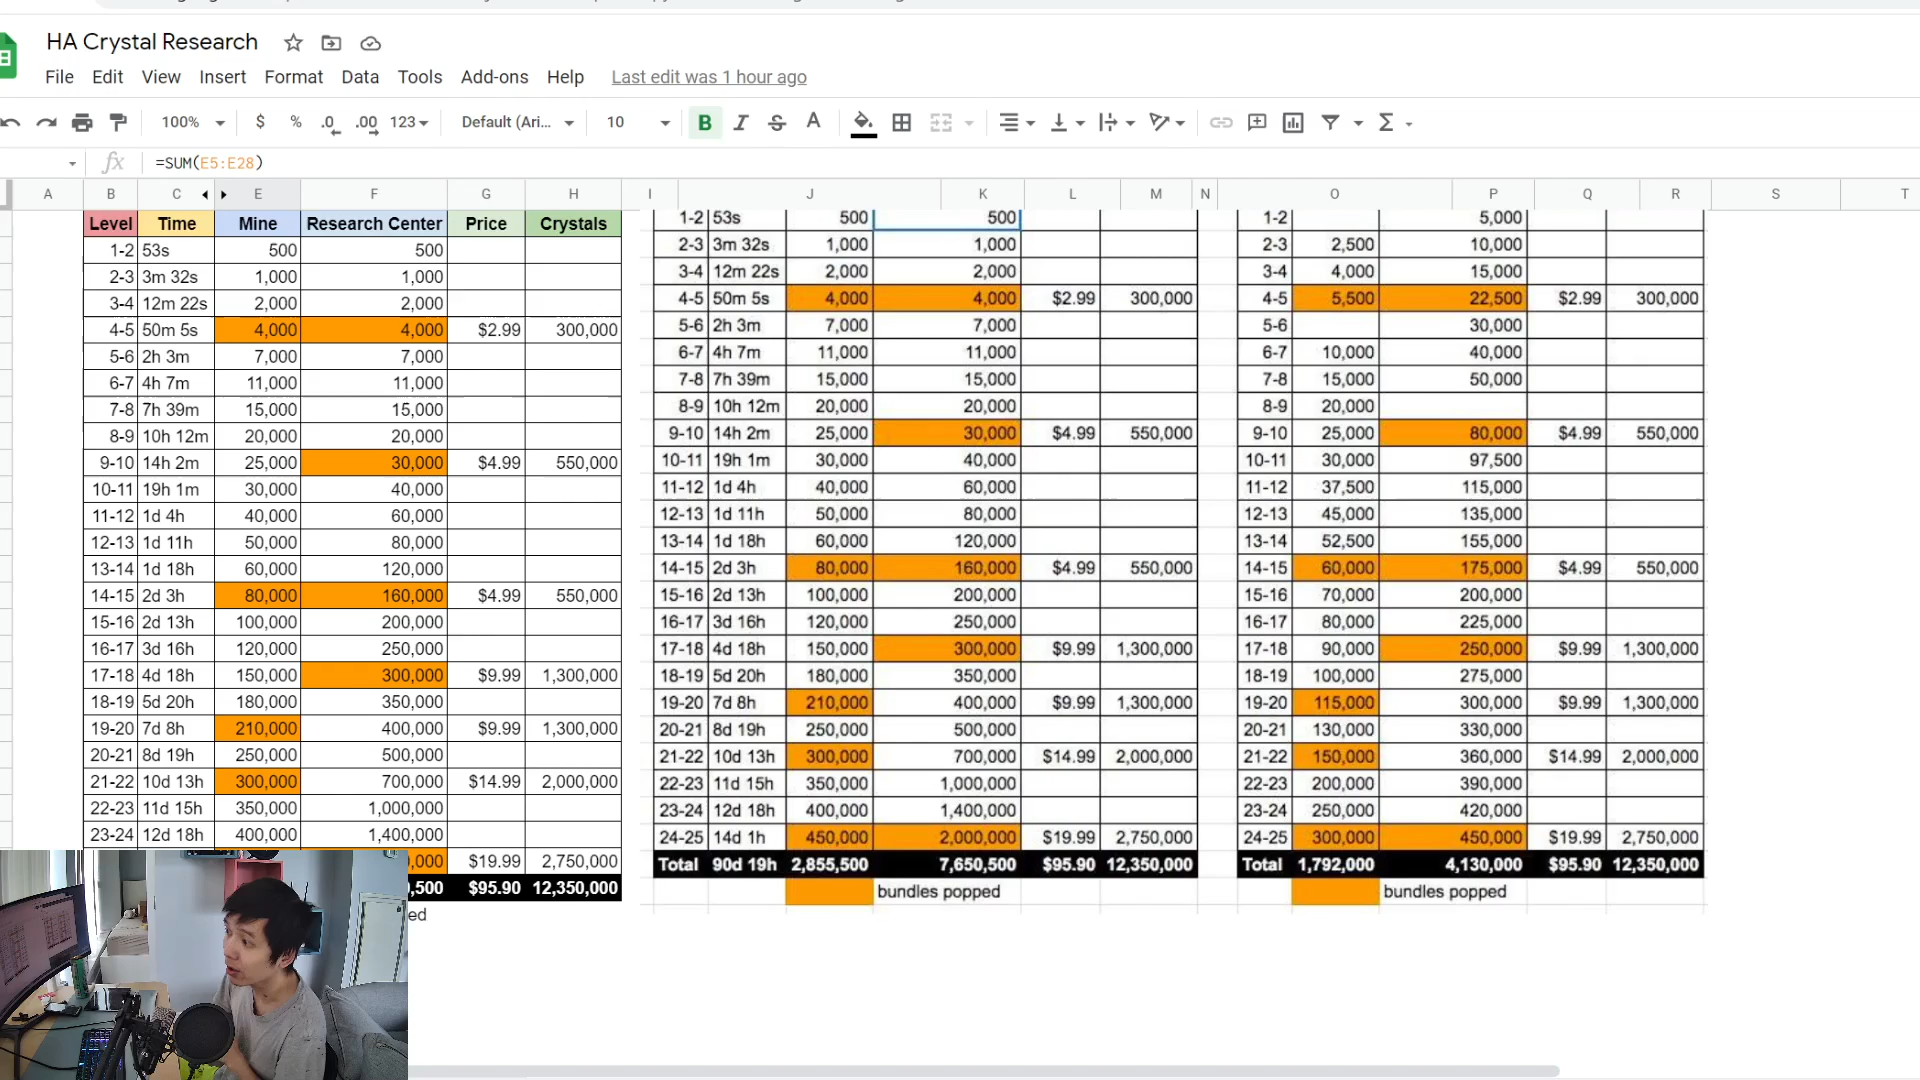 HA Crystal Research
File Edit View Insert Format Data Tools Add-ons Help Last edit was 1 hour ago
100% $ % .0 .00 123 Default (Ari... 10 B I S A Σ
fx =SUM(E5:E28)
A B C E F G H I J K L M N O P Q R S T
Level Time Mine Research Center Price Crystals
1-2 53s 500 500
2-3 3m 32s 1,000 1,000
3-4 12m 22s 2,000 2,000
4-5 50m 5s 4,000 4,000 $2.99 300,000
5-6 2h 3m 7,000 7,000
6-7 4h 7m 11,000 11,000
7-8 7h 39m 15,000 15,000
8-9 10h 12m 20,000 20,000
9-10 14h 2m 25,000 30,000 $4.99 550,000
10-11 19h 1m 30,000 40,000
11-12 1d 4h 40,000 60,000
12-13 1d 11h 50,000 80,000
13-14 1d 18h 60,000 120,000
14-15 2d 3h 80,000 160,000 $4.99 550,000
15-16 2d 13h 100,000 200,000
16-17 3d 16h 120,000 250,000
17-18 4d 18h 150,000 300,000 $9.99 1,300,000
18-19 5d 20h 180,000 350,000
19-20 7d 8h 210,000 400,000 $9.99 1,300,000
20-21 8d 19h 250,000 500,000
21-22 10d 13h 300,000 700,000 $14.99 2,000,000
22-23 11d 15h 350,000 1,000,000
23-24 12d 18h 400,000 1,400,000
,000 $19.99 2,750,000
,500 $95.90 12,350,000
ed
1-2 53s 500 500
2-3 3m 32s 1,000 1,000
3-4 12m 22s 2,000 2,000
4-5 50m 5s 4,000 4,000 $2.99 300,000
5-6 2h 3m 7,000 7,000
6-7 4h 7m 11,000 11,000
7-8 7h 39m 15,000 15,000
8-9 10h 12m 20,000 20,000
9-10 14h 2m 25,000 30,000 $4.99 550,000
10-11 19h 1m 30,000 40,000
11-12 1d 4h 40,000 60,000
12-13 1d 11h 50,000 80,000
13-14 1d 18h 60,000 120,000
14-15 2d 3h 80,000 160,000 $4.99 550,000
15-16 2d 13h 100,000 200,000
16-17 3d 16h 120,000 250,000
17-18 4d 18h 150,000 300,000 $9.99 1,300,000
18-19 5d 20h 180,000 350,000
19-20 7d 8h 210,000 400,000 $9.99 1,300,000
20-21 8d 19h 250,000 500,000
21-22 10d 13h 300,000 700,000 $14.99 2,000,000
22-23 11d 15h 350,000 1,000,000
23-24 12d 18h 400,000 1,400,000
24-25 14d 1h 450,000 2,000,000 $19.99 2,750,000
Total 90d 19h 2,855,500 7,650,500 $95.90 12,350,000
bundles popped
1-2 5,000
2-3 2,500 10,000
3-4 4,000 15,000
4-5 5,500 22,500 $2.99 300,000
5-6 30,000
6-7 10,000 40,000
7-8 15,000 50,000
8-9 20,000
9-10 25,000 80,000 $4.99 550,000
10-11 30,000 97,500
11-12 37,500 115,000
12-13 45,000 135,000
13-14 52,500 155,000
14-15 60,000 175,000 $4.99 550,000
15-16 70,000 200,000
16-17 80,000 225,000
17-18 90,000 250,000 $9.99 1,300,000
18-19 100,000 275,000
19-20 115,000 300,000 $9.99 1,300,000
20-21 130,000 330,000
21-22 150,000 360,000 $14.99 2,000,000
22-23 200,000 390,000
23-24 250,000 420,000
24-25 300,000 450,000 $19.99 2,750,000
Total 1,792,000 4,130,000 $95.90 12,350,000
bundles popped